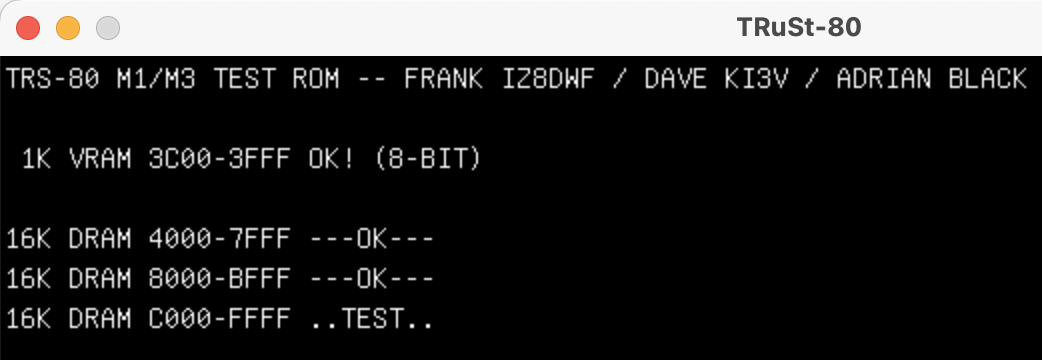 TRuSt-80
TRS-80 M1/M3 TEST ROM -- FRANK IZ8DWF / DAVE KI3V / ADRIAN BLACK
1K VRAM 3C00-3FFF OK! (8-BIT)
16K DRAM 4000-7FFF ---OK---
16K DRAM 8000-BFFF ---OK---
16K DRAM C000-FFFF ..TEST..